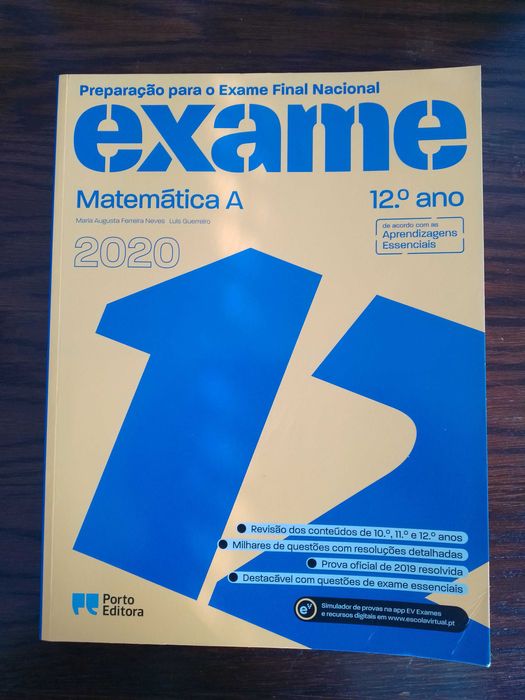 Preparação para o Exame Final Nacional
exame
Matemática A
12.º ano
Maria Augusta Ferreira Neves Luís Guerreiro
de acordo com as
Aprendizagens
Essenciais
2020
12
Revisão dos conteúdos de 10.º, 11.º e 12.º anos
Milhares de questões com resoluções detalhadas
Prova oficial de 2019 resolvida
Destacável com questões de exame essenciais
Porto
Editora
ev
Simulador de provas na app EV Exames
e recursos digitais em www.escolavirtual.pt